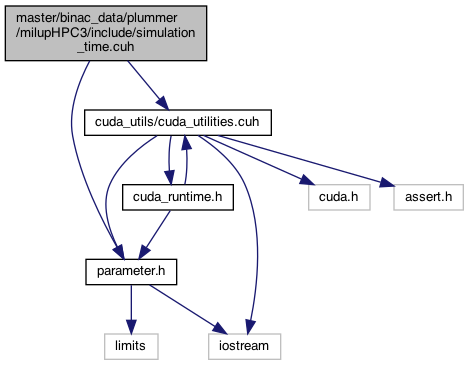 master/binac_data/plummer
/milupHPC3/include/simulation
_time.cuh
cuda_utils/cuda_utilities.cuh
cuda_runtime.h
cuda.h
assert.h
parameter.h
limits
iostream